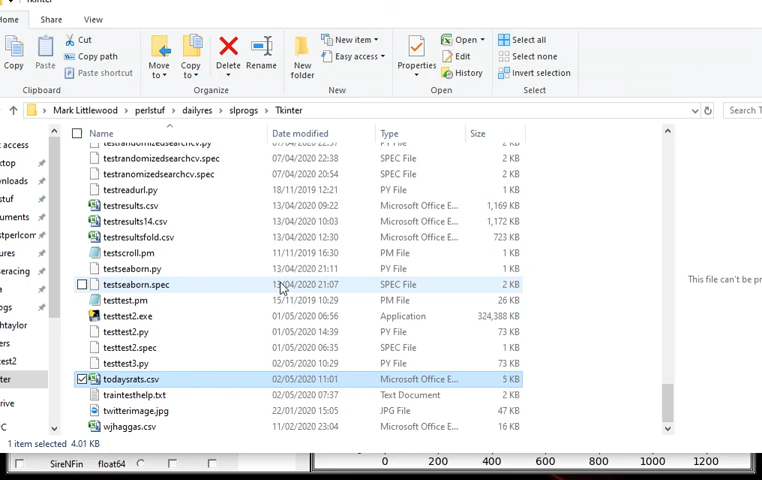 Home Share View
Cut
Copy path
Paste shortcut
Copy Paste
Clipboard
Move to Copy to Delete Rename
Organize
New folder
New item
Easy access
New
Properties
Open
Edit
History
Open
Select all
Select none
Invert selection
Select
Mark Littlewood > perlstuf > dailyres > slprogs > Tkinter Search T
Name Date modified Type Size
testrandomizedsearchcv.spec 07/04/2020 22:38 SPEC File 2 KB
testranomizedsearchcv.spec 07/04/2020 20:54 SPEC File 2 KB
testreadurl.py 18/11/2019 12:21 PY File 1 KB
testresults.csv 13/04/2020 09:22 Microsoft Office E... 1,169 KB
testresults14.csv 13/04/2020 10:03 Microsoft Office E... 1,172 KB
testresultsfold.csv 13/04/2020 12:30 Microsoft Office E... 723 KB
testscroll.pm 11/11/2019 16:30 PM File 1 KB
testseaborn.py 13/04/2020 21:11 PY File 1 KB
testseaborn.spec 13/04/2020 21:07 SPEC File 2 KB
testtest.pm 15/11/2019 10:29 PM File 26 KB
testtest2.exe 01/05/2020 06:56 Application 324,388 KB
testtest2.py 01/05/2020 14:39 PY File 73 KB
testtest2.spec 01/05/2020 06:35 SPEC File 1 KB
testtest3.py 02/05/2020 10:29 PY File 73 KB
todaysrats.csv 02/05/2020 11:01 Microsoft Office E... 5 KB
traintesthelp.txt 02/05/2020 07:37 Text Document 2 KB
twitterimage.jpg 22/01/2020 15:05 JPG File 47 KB
wjhaggas.csv 11/02/2020 23:04 Microsoft Office E... 16 KB
This file can't be pr
1 item selected 4.01 KB
SireNFin float64
0 200 400 600 800 1000 1200